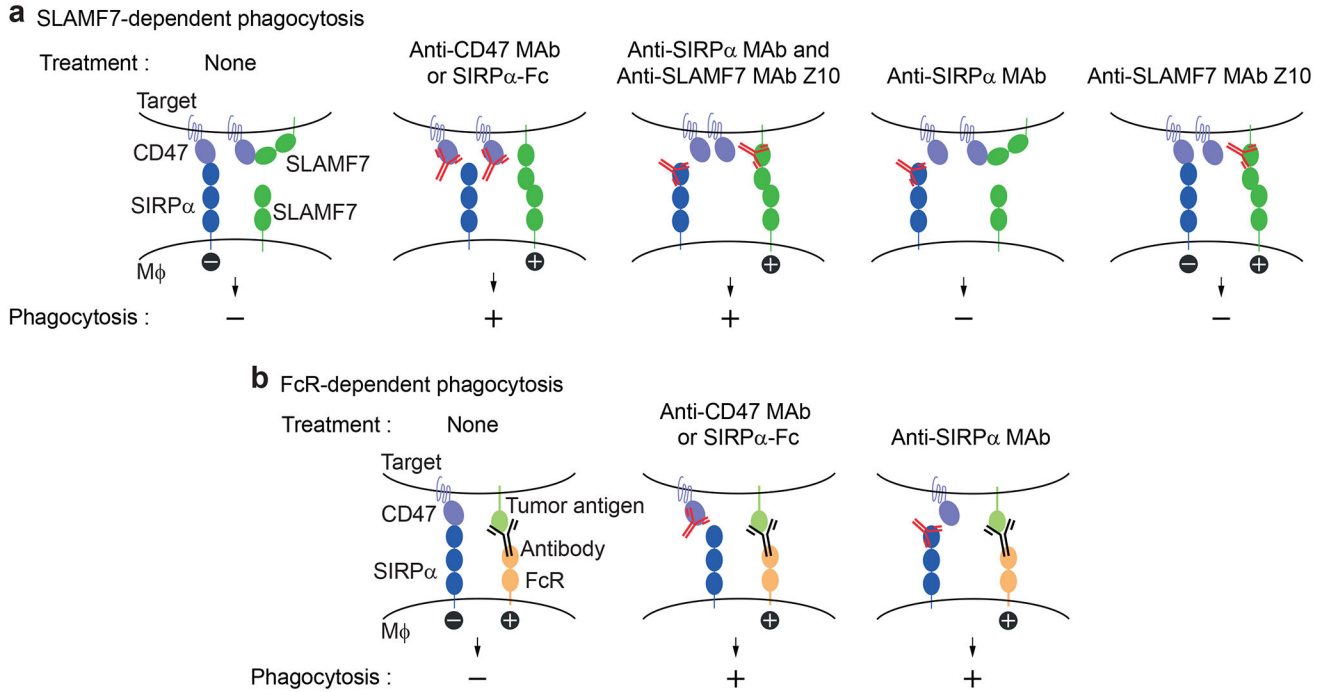 a SLAMF7-dependent phagocytosis
Treatment : None
Anti-CD47 MAb
or SIRPα-Fc
Anti-SIRPα MAb and
Anti-SLAMF7 MAb Z10
Anti-SIRPα MAb
Anti-SLAMF7 MAb Z10
Target
CD47
SLAMF7
SIRPα
SLAMF7
Mϕ
− + + − +
Phagocytosis : − + + − −
b FcR-dependent phagocytosis
Treatment : None
Anti-CD47 MAb
or SIRPα-Fc
Anti-SIRPα MAb
Target
CD47
Tumor antigen
Antibody
SIRPα
FcR
Mϕ
− + + +
Phagocytosis : − + +